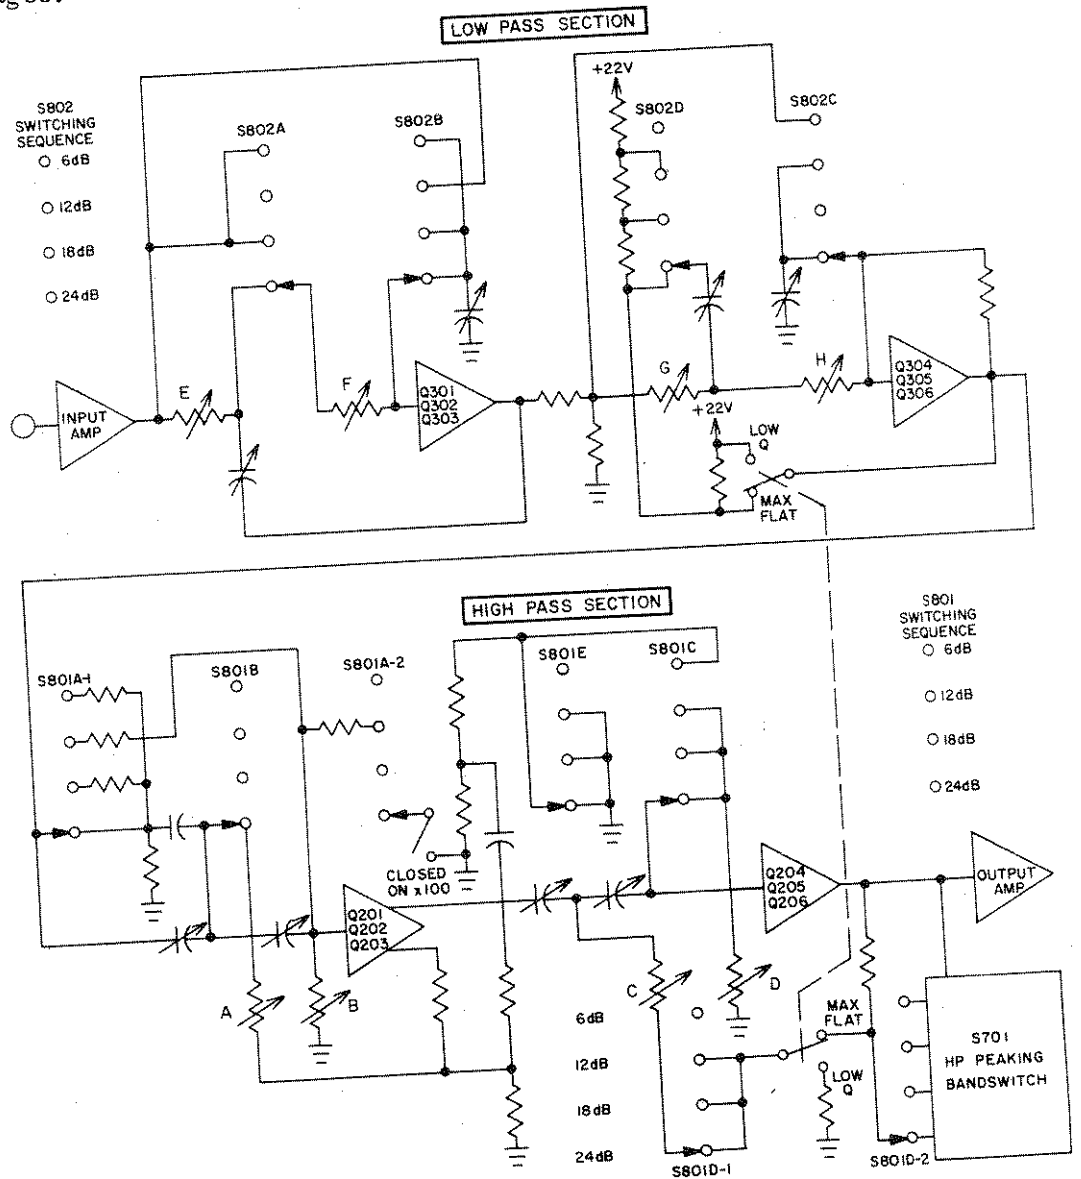 LOW PASS SECTION
S802
SWITCHING
SEQUENCE
6dB
12dB
18dB
24dB
S802A
S802B
+22V
S802D
S802C
E
F
G
H
INPUT
AMP
Q301
Q302
Q303
Q304
Q305
Q306
+22V
LOW
Q
MAX
FLAT
HIGH PASS SECTION
S801
SWITCHING
SEQUENCE
6dB
12dB
18dB
24dB
S801A-1
S801B
S801A-2
S801E
S801C
CLOSED
ON x100
Q201
Q202
Q203
Q204
Q205
Q206
OUTPUT
AMP
A
B
C
D
6dB
12dB
18dB
24dB
S801D-1
MAX
FLAT
LOW
Q
S701
HP PEAKING
BANDSWITCH
S801D-2